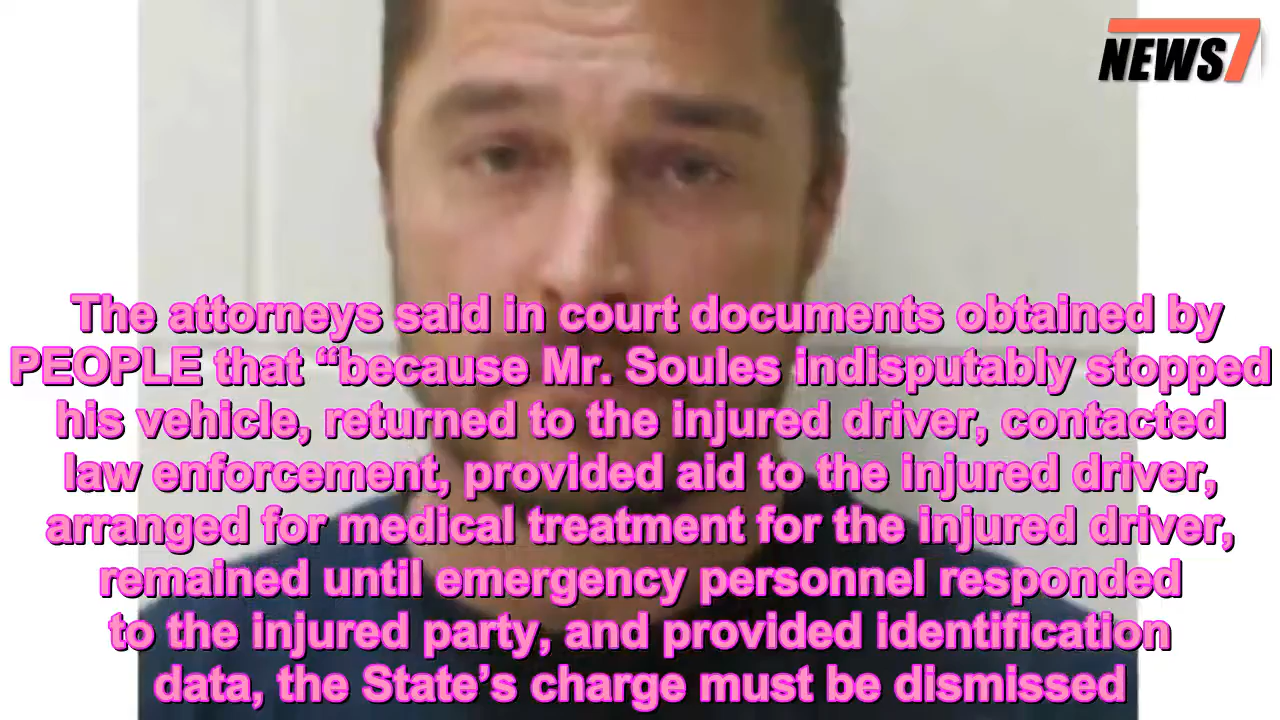 NEWS7
The attorneys said in court documents obtained by
PEOPLE that “because Mr. Soules indisputably stopped
his vehicle, returned to the injured driver, contacted
law enforcement, provided aid to the injured driver,
arranged for medical treatment for the injured driver,
remained until emergency personnel responded
to the injured party, and provided identification
data, the State’s charge must be dismissed